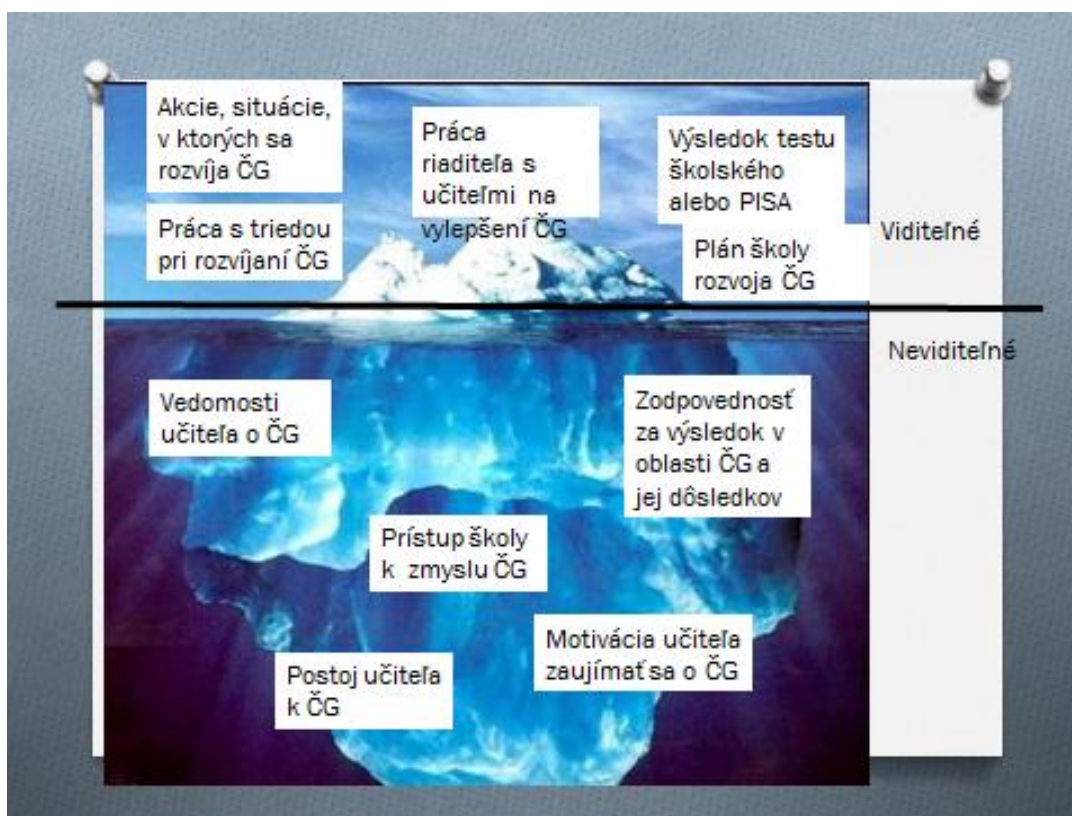 Akcie, situácie,
v ktorých sa
rozvíja ČG
Práca
riaditeľa s
učiteľmi na
vylepšení ČG
Výsledok testu
školského
alebo PISA
Práca s triedou
pri rozvíjaní ČG
Plán školy
rozvoja ČG
Viditeľné
Neviditeľné
Vedomosti
učiteľa o ČG
Zodpovednosť
za výsledok v
oblasti ČG a
jej dôsledkov
Prístup školy
k zmyslu ČG
Motivácia učiteľa
zaujímať sa o ČG
Postoj učiteľa
k ČG